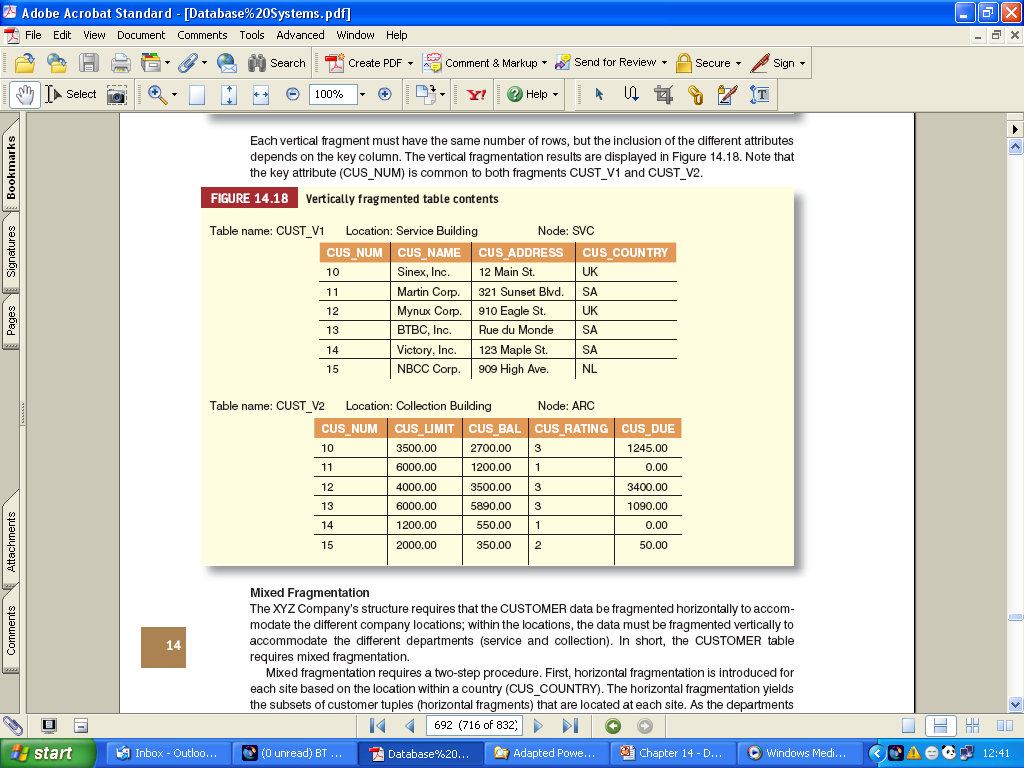 Adobe Acrobat Standard - [Database%20Systems.pdf]
File Edit View Document Comments Tools Advanced Window Help
Search Create PDF Comment & Markup Send for Review Secure Sign
Select 100% Y! Help
Bookmarks
Signatures
Pages
Attachments
Comments
Each vertical fragment must have the same number of rows, but the inclusion of the different attributes
depends on the key column. The vertical fragmentation results are displayed in Figure 14.18. Note that
the key attribute (CUS_NUM) is common to both fragments CUST_V1 and CUST_V2.
FIGURE 14.18 Vertically fragmented table contents
Table name: CUST_V1 Location: Service Building Node: SVC
CUS_NUM CUS_NAME CUS_ADDRESS CUS_COUNTRY
10 Sinex, Inc. 12 Main St. UK
11 Martin Corp. 321 Sunset Blvd. SA
12 Mynux Corp. 910 Eagle St. UK
13 BTBC, Inc. Rue du Monde SA
14 Victory, Inc. 123 Maple St. SA
15 NBCC Corp. 909 High Ave. NL
Table name: CUST_V2 Location: Collection Building Node: ARC
CUS_NUM CUS_LIMIT CUS_BAL CUS_RATING CUS_DUE
10 3500.00 2700.00 3 1245.00
11 6000.00 1200.00 1 0.00
12 4000.00 3500.00 3 3400.00
13 6000.00 5890.00 3 1090.00
14 1200.00 550.00 1 0.00
15 2000.00 350.00 2 50.00
Mixed Fragmentation
The XYZ Company's structure requires that the CUSTOMER data be fragmented horizontally to accom-
modate the different company locations; within the locations, the data must be fragmented vertically to
accommodate the different departments (service and collection). In short, the CUSTOMER table
requires mixed fragmentation.
Mixed fragmentation requires a two-step procedure. First, horizontal fragmentation is introduced for
each site based on the location within a country (CUS_COUNTRY). The horizontal fragmentation yields
the subsets of customer tuples (horizontal fragments) that are located at each site. As the departments
14
692 (716 of 832)
start Inbox - Outloo... (0 unread) BT ... Database%20... Adapted Powe... Chapter 14 - D... Windows Medi... 12:41